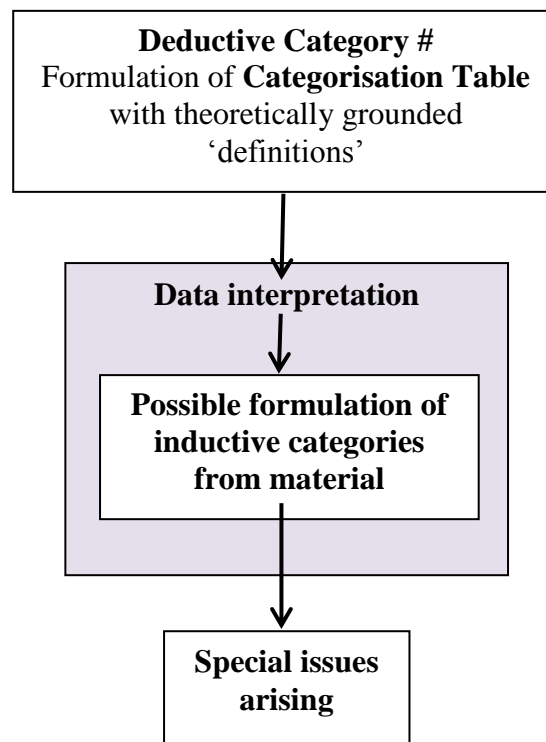 Deductive Category #
Formulation of Categorisation Table
with theoretically grounded
‘definitions’
Data interpretation
Possible formulation of
inductive categories
from material
Special issues
arising